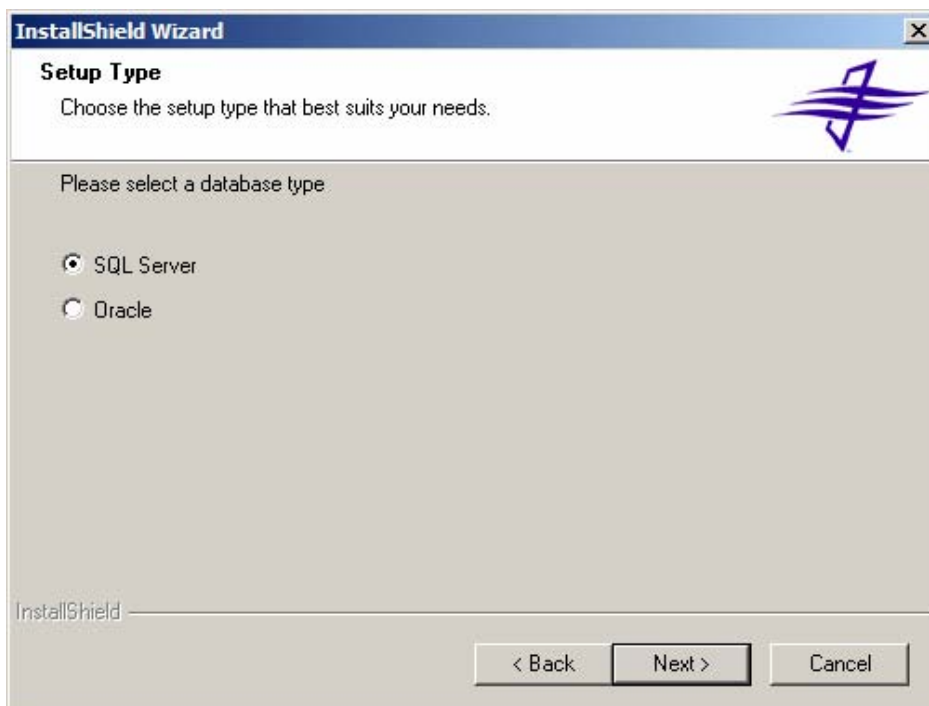 InstallShield Wizard
Setup Type
Choose the setup type that best suits your needs.
Please select a database type
SQL Server
Oracle
InstallShield
< Back Next > Cancel